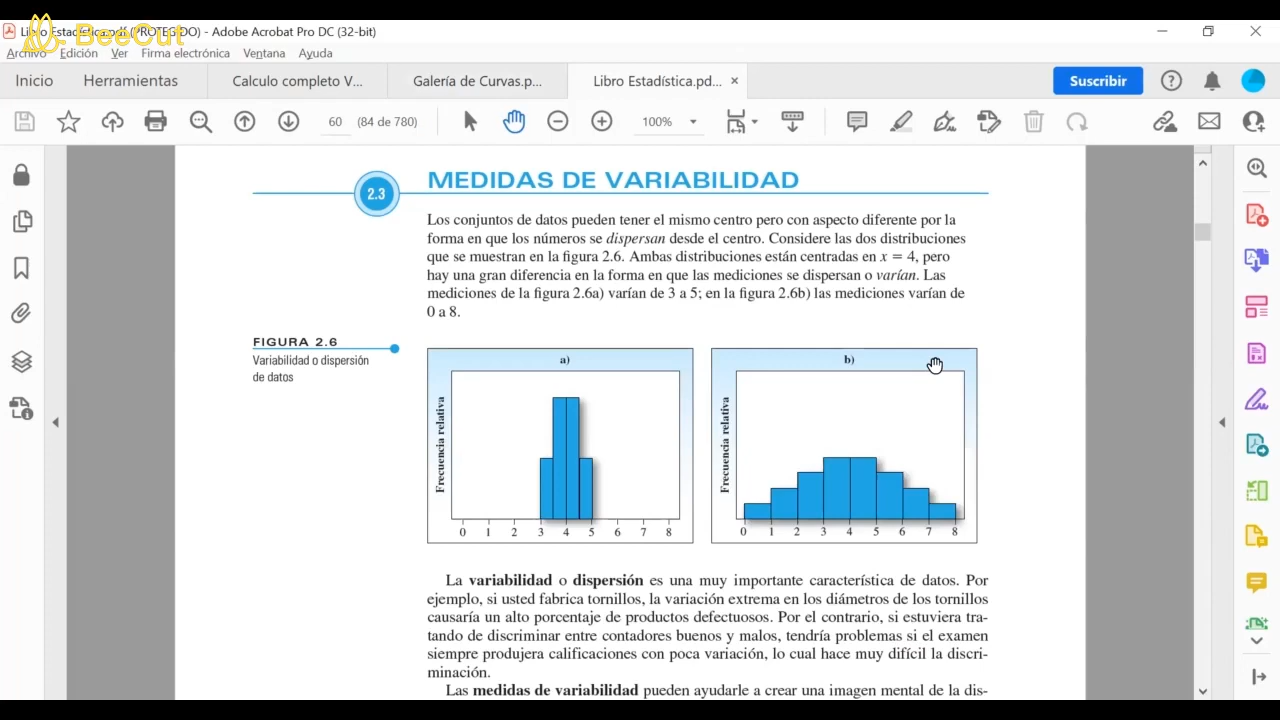 Libro Estadística.pdf (PROTEGIDO) - Adobe Acrobat Pro DC (32-bit)
BeeCut
Archivo Edición Ver Firma electrónica Ventana Ayuda
Inicio Herramientas Calculo completo V... Galería de Curvas.p... Libro Estadística.pd... × Suscribir
60 (84 de 780) 100%
2.3 MEDIDAS DE VARIABILIDAD
Los conjuntos de datos pueden tener el mismo centro pero con aspecto diferente por la
forma en que los números se dispersan desde el centro. Considere las dos distribuciones
que se muestran en la figura 2.6. Ambas distribuciones están centradas en x = 4, pero
hay una gran diferencia en la forma en que las mediciones se dispersan o varían. Las
mediciones de la figura 2.6a) varían de 3 a 5; en la figura 2.6b) las mediciones varían de
0 a 8.
FIGURA 2.6
Variabilidad o dispersión
de datos
a)
Frecuencia relativa
0 1 2 3 4 5 6 7 8
b)
Frecuencia relativa
0 1 2 3 4 5 6 7 8
La variabilidad o dispersión es una muy importante característica de datos. Por
ejemplo, si usted fabrica tornillos, la variación extrema en los diámetros de los tornillos
causaría un alto porcentaje de productos defectuosos. Por el contrario, si estuviera tra-
tando de discriminar entre contadores buenos y malos, tendría problemas si el examen
siempre produjera calificaciones con poca variación, lo cual hace muy difícil la discri-
minación.
Las medidas de variabilidad pueden ayudarle a crear una imagen mental de la dis-